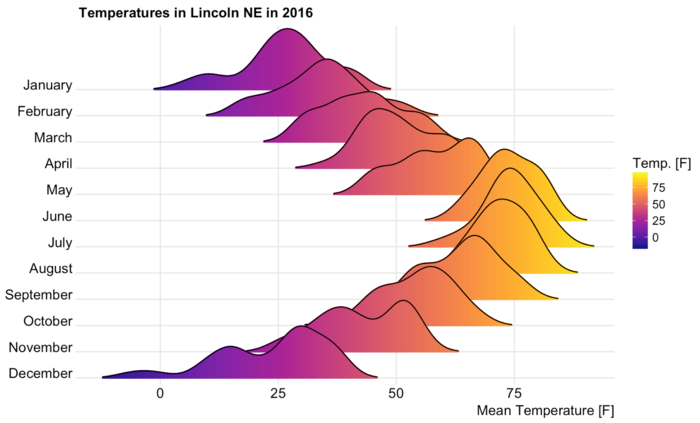 Temperatures in Lincoln NE in 2016
January
February
March
April
May
June
July
August
September
October
November
December
0 25 50 75
Mean Temperature [F]
Temp. [F]
75
50
25
0